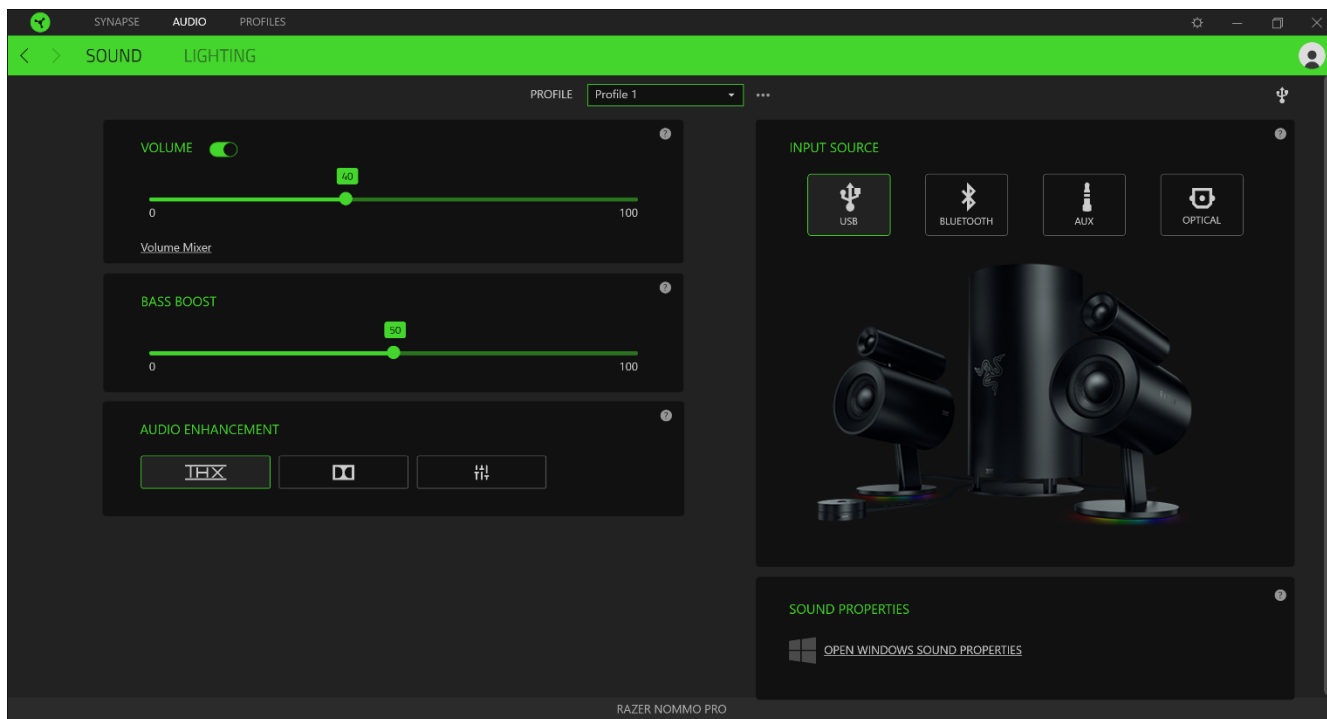 SYNAPSE AUDIO PROFILES
SOUND LIGHTING
PROFILE Profile 1
VOLUME
40
0 100
Volume Mixer
BASS BOOST
50
0 100
AUDIO ENHANCEMENT
THX
INPUT SOURCE
USB BLUETOOTH AUX OPTICAL
SOUND PROPERTIES
OPEN WINDOWS SOUND PROPERTIES
RAZER NOMMO PRO